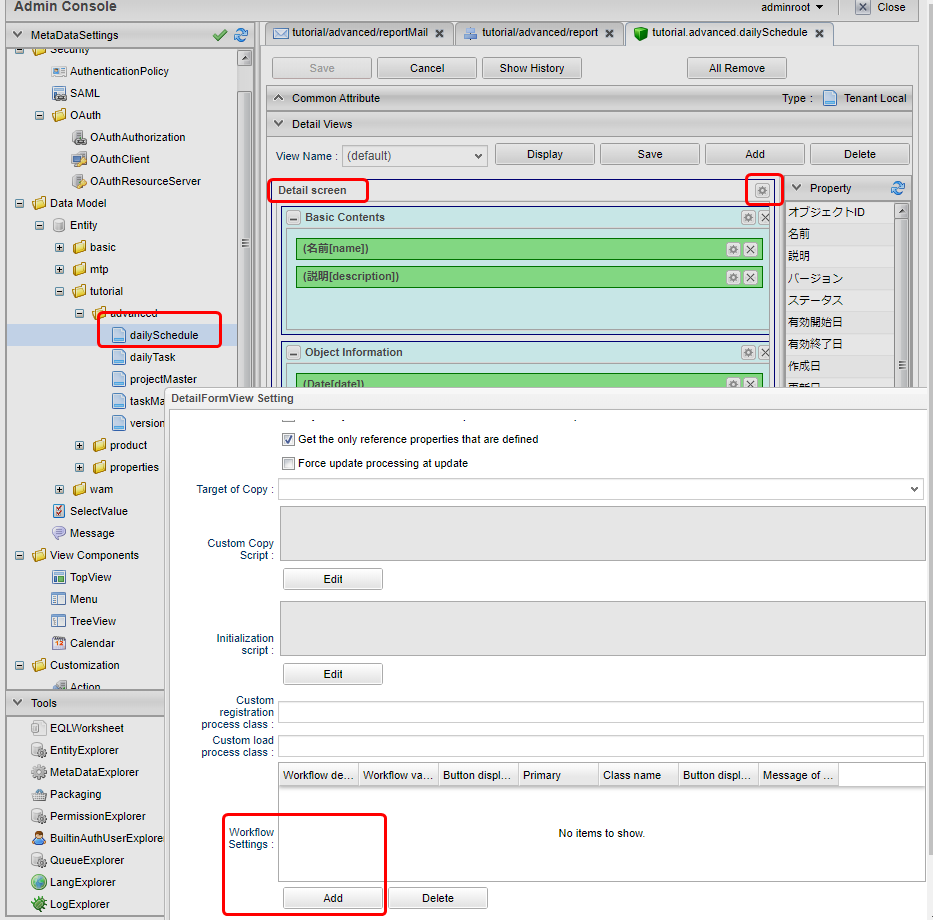 Admin Console
adminroot
Close
MetaDataSettings
Security
AuthenticationPolicy
SAML
OAuth
OAuthAuthorization
OAuthClient
OAuthResourceServer
Data Model
Entity
basic
mtp
tutorial
advanced
dailySchedule
dailyTask
projectMaster
taskMa
version
product
properties
wam
SelectValue
Message
View Components
TopView
Menu
TreeView
Calendar
Customization
Action
Tools
EQLWorksheet
EntityExplorer
MetaDataExplorer
Packaging
PermissionExplorer
BuiltinAuthUserExplore
QueueExplorer
LangExplorer
LogExplorer
tutorial/advanced/reportMail
tutorial/advanced/report
tutorial.advanced.dailySchedule
Save
Cancel
Show History
All Remove
Common Attribute
Type :
Tenant Local
Detail Views
View Name :
(default)
Display
Save
Add
Delete
Detail screen
Basic Contents
(名前[name])
(説明[description])
Object Information
(Date[date])
Property
オブジェクトID
名前
説明
バージョン
ステータス
有効開始日
有効終了日
作成日
更新日
DetailFormView Setting
Get the only reference properties that are defined
Force update processing at update
Target of Copy :
Custom Copy
Script :
Edit
Initialization
script :
Edit
Custom
registration
process class :
Custom load
process class :
Workflow de...
Workflow va...
Button displ...
Primary
Class name
Button displ...
Message of ...
Workflow
Settings :
No items to show.
Add
Delete